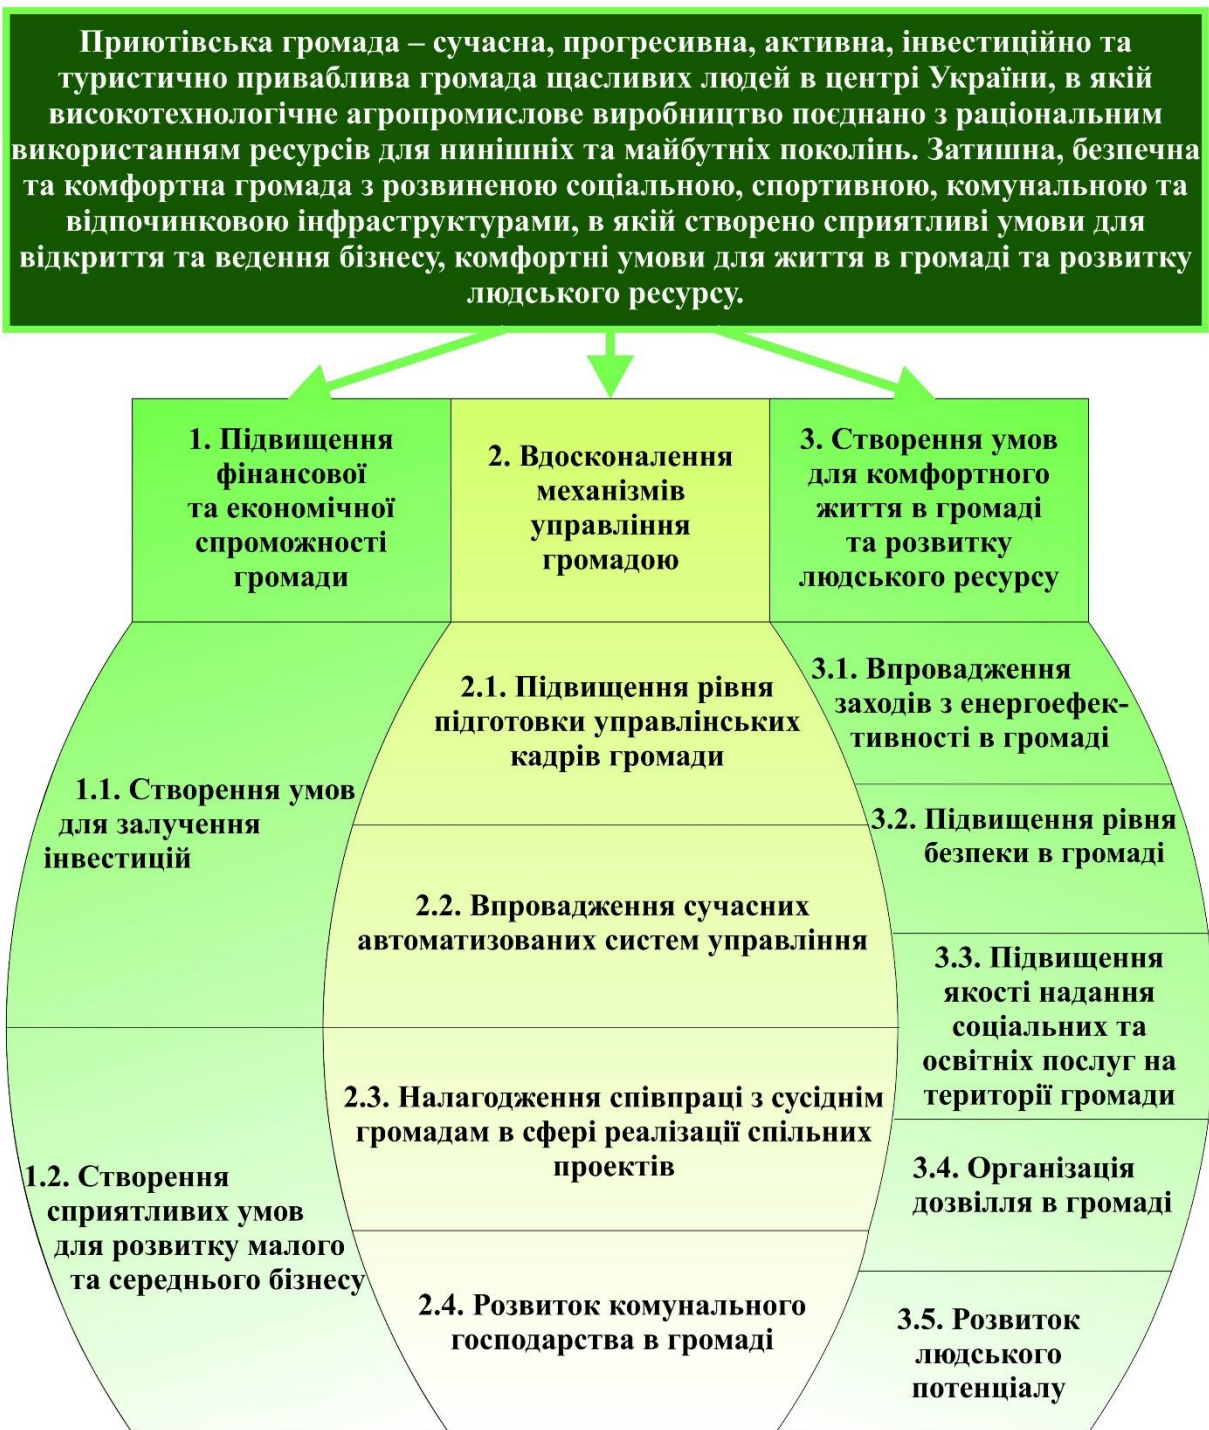 Приютівська громада – сучасна, прогресивна, активна, інвестиційно та
туристично приваблива громада щасливих людей в центрі України, в якій
високотехнологічне агропромислове виробництво поєднано з раціональним
використанням ресурсів для нинішніх та майбутніх поколінь. Затишна, безпечна
та комфортна громада з розвиненою соціальною, спортивною, комунальною та
відпочинковою інфраструктурами, в якій створено сприятливі умови для
відкриття та ведення бізнесу, комфортні умови для життя в громаді та розвитку
людського ресурсу.
1. Підвищення
фінансової
та економічної
спроможності
громади
2. Вдосконалення
механізмів
управління
громадою
3. Створення умов
для комфортного
життя в громаді
та розвитку
людського ресурсу
1.1. Створення умов
для залучення
інвестицій
1.2. Створення
сприятливих умов
для розвитку малого
та середнього бізнесу
2.1. Підвищення рівня
підготовки управлінських
кадрів громади
2.2. Впровадження сучасних
автоматизованих систем управління
2.3. Налагодження співпраці з сусіднім
громадам в сфері реалізації спільних
проектів
2.4. Розвиток комунального
господарства в громаді
3.1. Впровадження
заходів з енергоефек-
тивності в громаді
3.2. Підвищення рівня
безпеки в громаді
3.3. Підвищення
якості надання
соціальних та
освітніх послуг на
території громади
3.4. Організація
дозвілля в громаді
3.5. Розвиток
людського
потенціалу